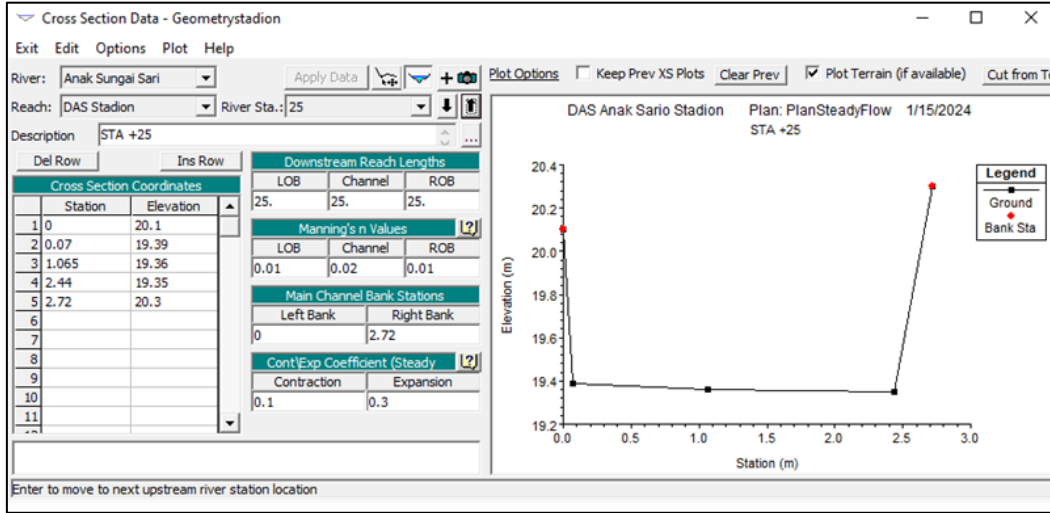 Cross Section Data - Geometrystadion
Exit Edit Options Plot Help
River: Anak Sungai Sari Apply Data
Reach: DAS Stadion River Sta.: 25
Description STA +25 ...
Del Row Ins Row
Cross Section Coordinates
Station Elevation
1 0 20.1
2 0.07 19.39
3 1.065 19.36
4 2.44 19.35
5 2.72 20.3
6
7
8
9
10
11
Downstream Reach Lengths
LOB Channel ROB
25. 25. 25.
Manning's n Values ?
LOB Channel ROB
0.01 0.02 0.01
Main Channel Bank Stations
Left Bank Right Bank
0 2.72
Cont\Exp Coefficient (Steady ?
Contraction Expansion
0.1 0.3
Plot Options Keep Prev XS Plots Clear Prev Plot Terrain (if available) Cut from
DAS Anak Sario Stadion Plan: PlanSteadyFlow 1/15/2024
STA +25
20.4
20.2
20.0
19.8
19.6
19.4
19.2
Elevation (m)
0.0 0.5 1.0 1.5 2.0 2.5 3.0
Station (m)
Legend
Ground
Bank Sta
Enter to move to next upstream river station location